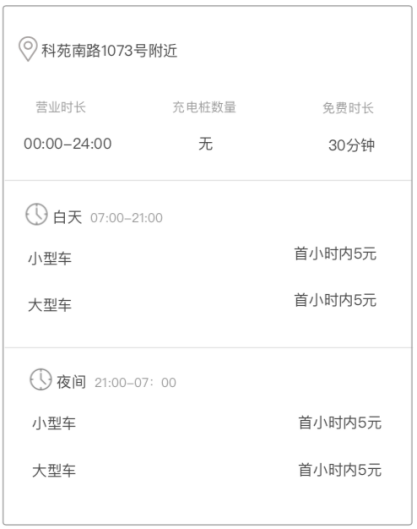 科苑南路1073号附近
营业时长 充电桩数量 免费时长
00:00-24:00 无 30分钟
白天 07:00-21:00
小型车 首小时内5元
大型车 首小时内5元
夜间 21:00-07：00
小型车 首小时内5元
大型车 首小时内5元